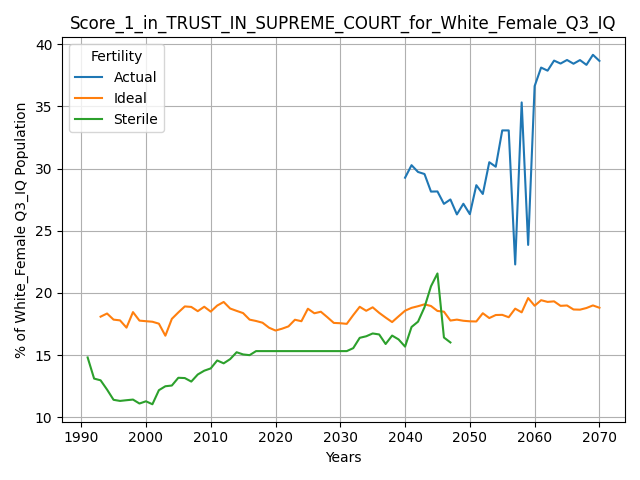 Score_1_in_TRUST_IN_SUPREME_COURT_for_White_Female_Q3_IQ
% of White_Female Q3_IQ Population
40
35
30
25
20
15
10
Fertility
Actual
Ideal
Sterile
1990 2000 2010 2020 2030 2040 2050 2060 2070
Years